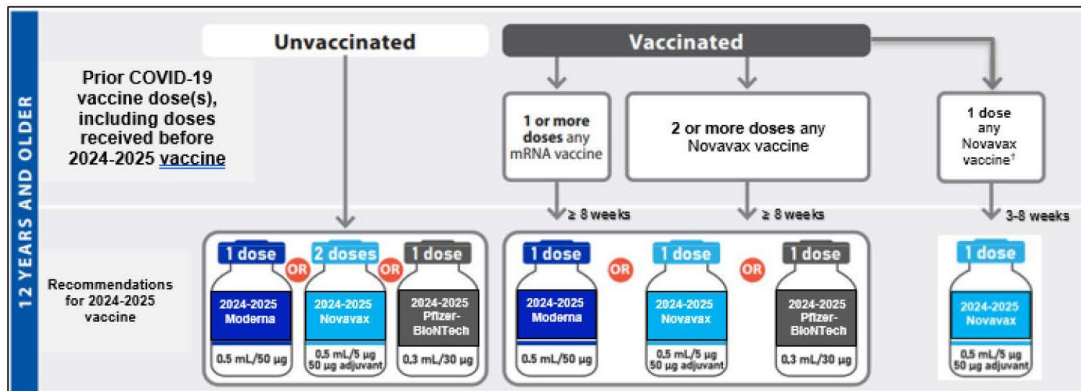 12 YEARS AND OLDER
Unvaccinated
Vaccinated
Prior COVID-19
vaccine dose(s),
including doses
received before
2024-2025 vaccine
1 or more
doses any
mRNA vaccine
2 or more doses any
Novavax vaccine
1 dose
any
Novavax
vaccine†
≥ 8 weeks
≥ 8 weeks
3-8 weeks
Recommendations
for 2024-2025
vaccine
1 dose
2024-2025
Moderna
0.5 mL/50 µg
OR
2 doses
2024-2025
Novavax
0.5 mL/5 µg
50 µg adjuvant
OR
1 dose
2024-2025
Pfizer-
BioNTech
0.3 mL/30 µg
1 dose
2024-2025
Moderna
0.5 mL/50 µg
OR
1 dose
2024-2025
Novavax
0.5 mL/5 µg
50 µg adjuvant
OR
1 dose
2024-2025
Pfizer-
BioNTech
0.3 mL/30 µg
1 dose
2024-2025
Novavax
0.5 mL/5 µg
50 µg adjuvant